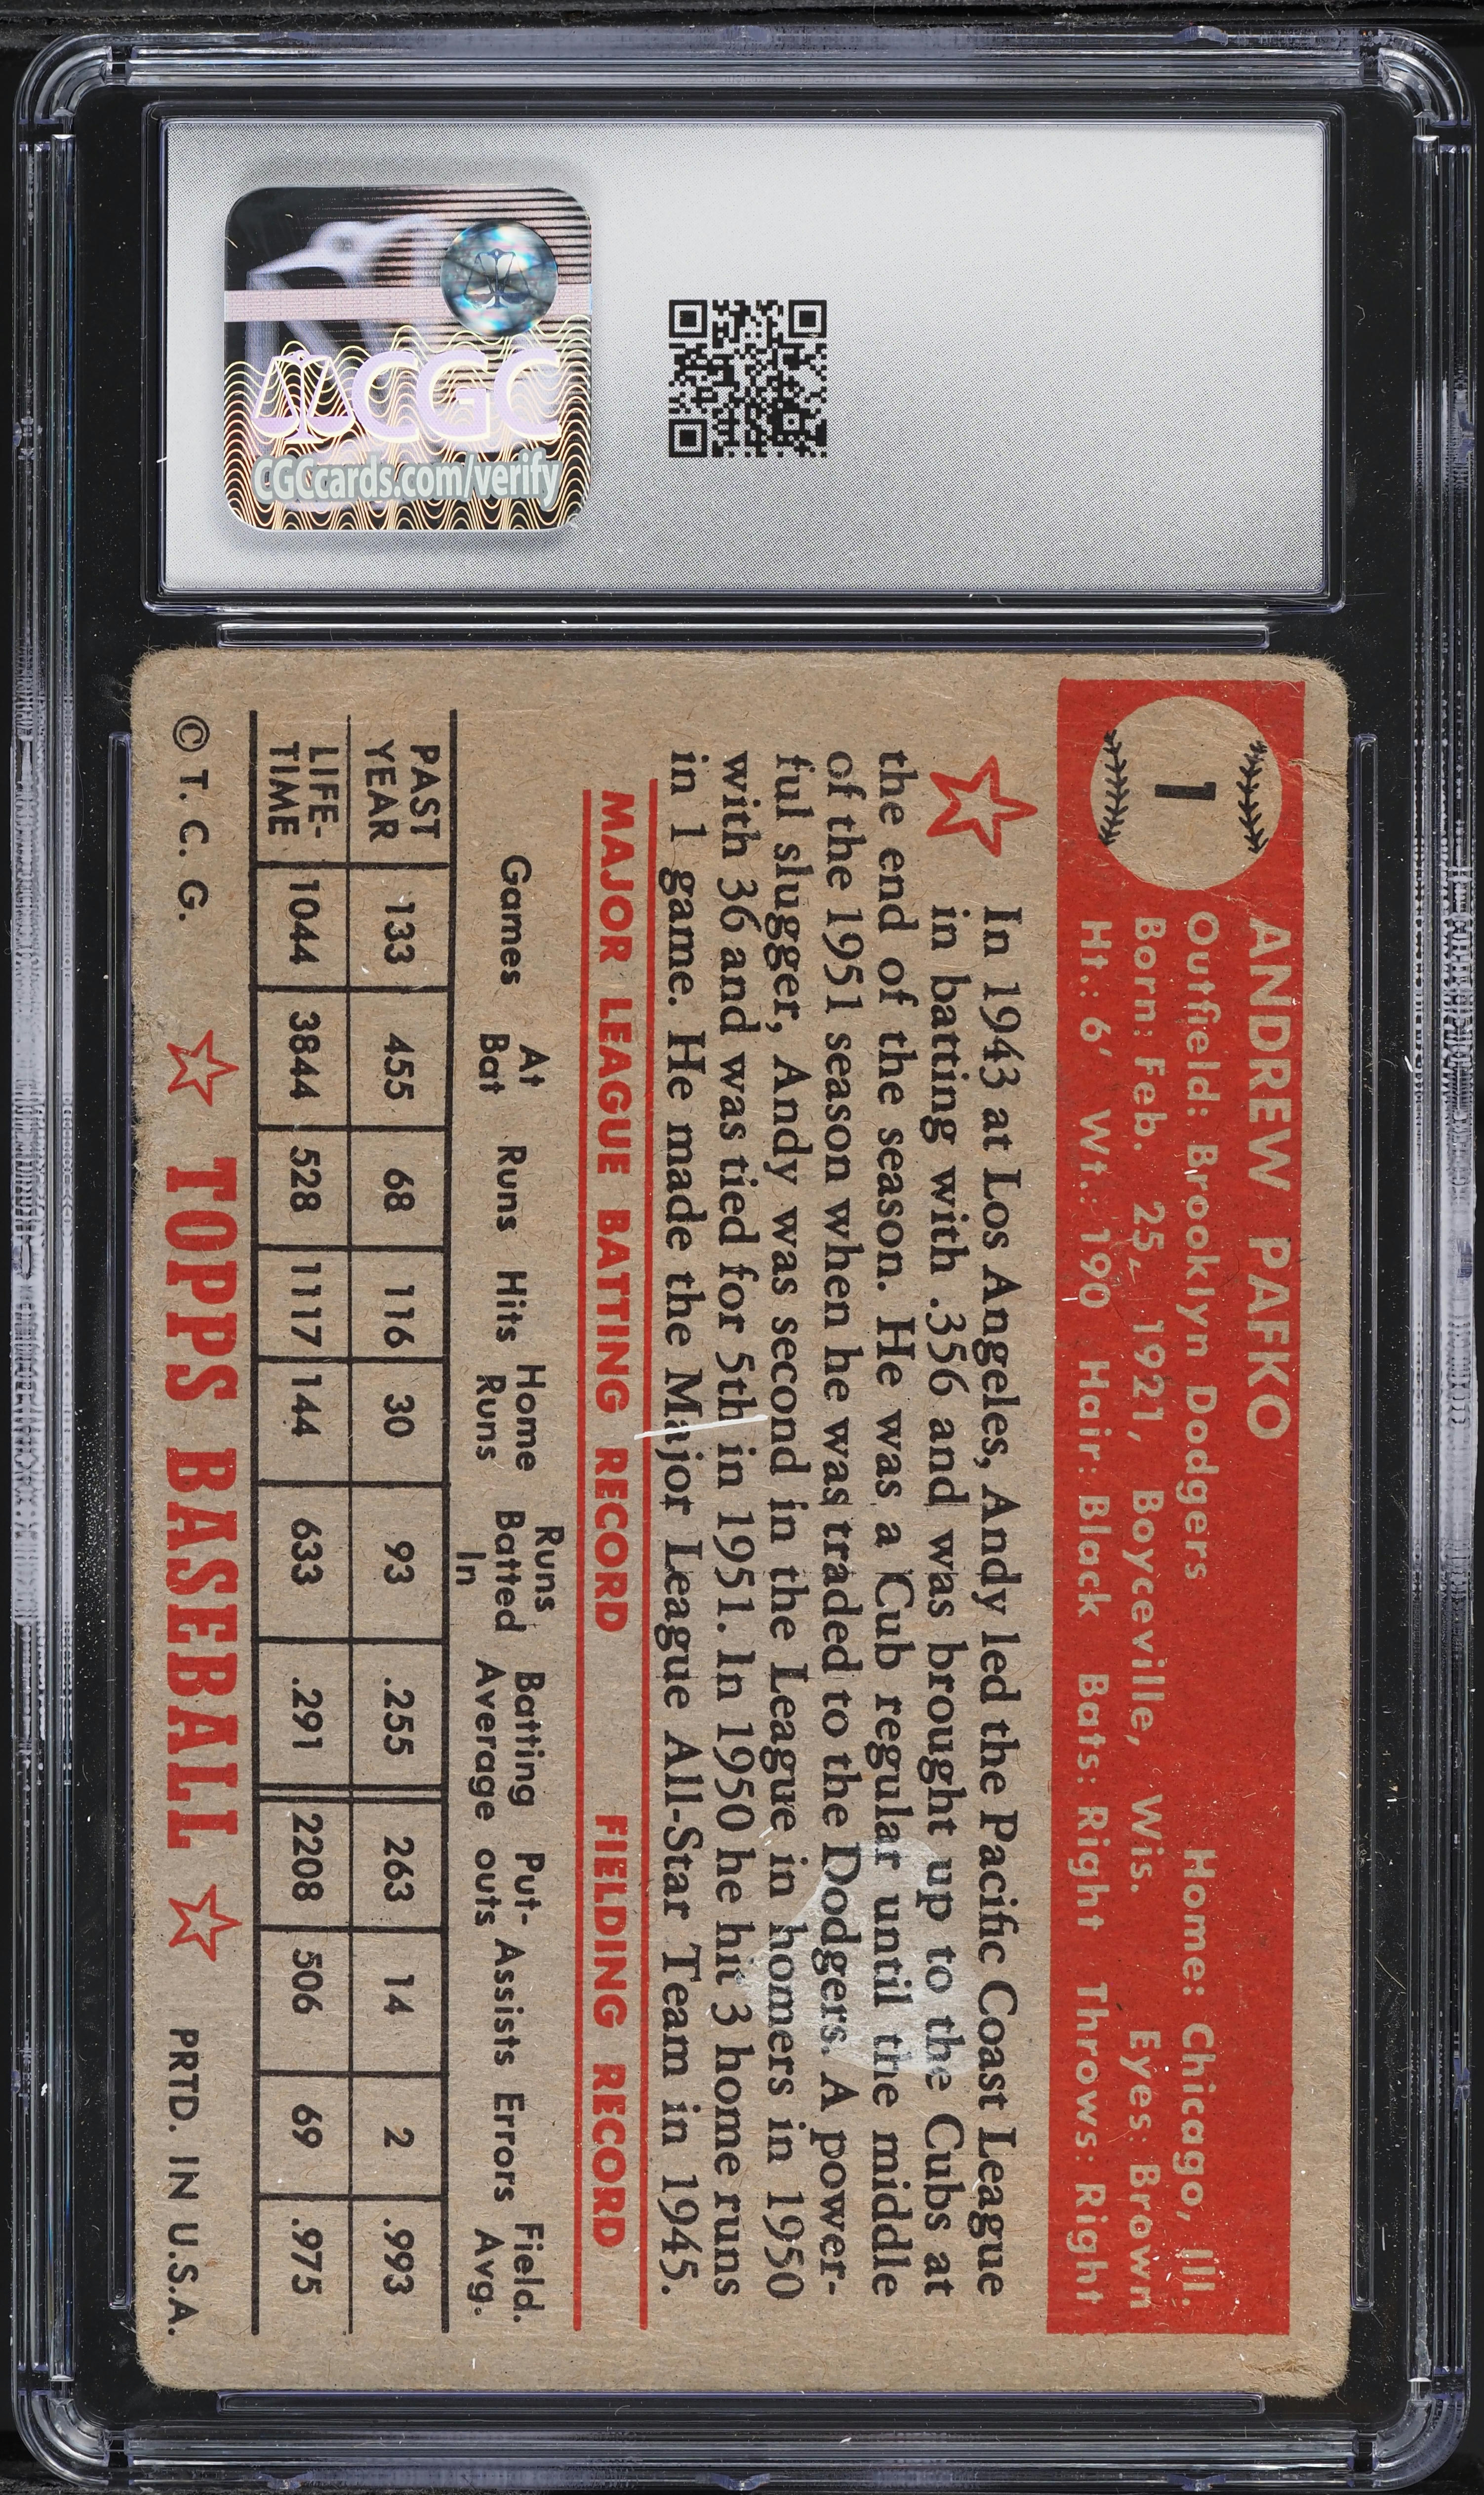 CGC
CGCcards.com/verify
1
ANDREW PAFKO
Outfield: Brooklyn Dodgers Home: Chicago, Ill.
Born: Feb. 25, 1921, Boyceville, Wis. Eyes: Brown
Ht.: 6' Wt.: 190 Hair: Black Bats: Right Throws: Right
In 1943 at Los Angeles, Andy led the Pacific Coast League
in batting with .356 and was brought up to the Cubs at
the end of the season. He was a Cub regular until the middle
of the 1951 season when he was traded to the Dodgers. A power-
ful slugger, Andy was second in the League in homers in 1950
with 36 and was tied for 5th in 1951. In 1950 he hit 3 home runs
in 1 game. He made the Major League All-Star Team in 1945.
MAJOR LEAGUE BATTING RECORD FIELDING RECORD
Games At Bat Runs Hits Home Runs Runs Batted In Batting Average Put-outs Assists Errors Field. Avg.
PAST YEAR 133 455 68 116 30 93 .255 263 14 2 .993
LIFE-TIME 1044 3844 528 1117 144 633 .291 2208 506 69 .975
© T. C. G. TOPPS BASEBALL PRTD. IN U.S.A.